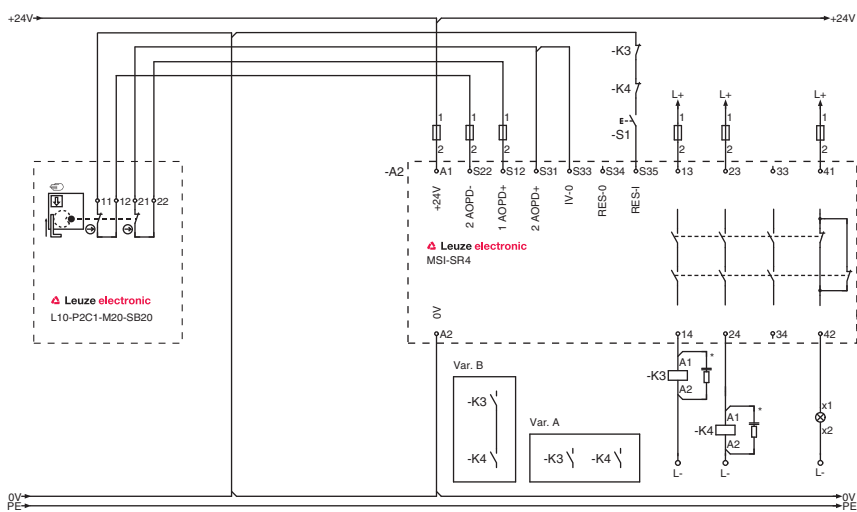 +24V
+24V
-K3
-K4
E
-S1
L+
L+
L+
1
1
1
1
1
1
2
2
2
2
2
2
-A2
A1
S22
S12
S31
S33
S34
S35
13
23
33
41
+24V
2 AOPD-
1 AOPD+
2 AOPD+
IV-0
RES-0
RES-I
11
12
21
22
Leuze electronic
MSI-SR4
Leuze electronic
L10-P2C1-M20-SB20
0V
A2
14
24
34
42
Var. B
-K3
-K4
Var. A
-K3
-K4
-K3
A1
A2
*
-K4
A1
A2
*
x1
x2
L-
L-
L-
0V
0V
PE
PE